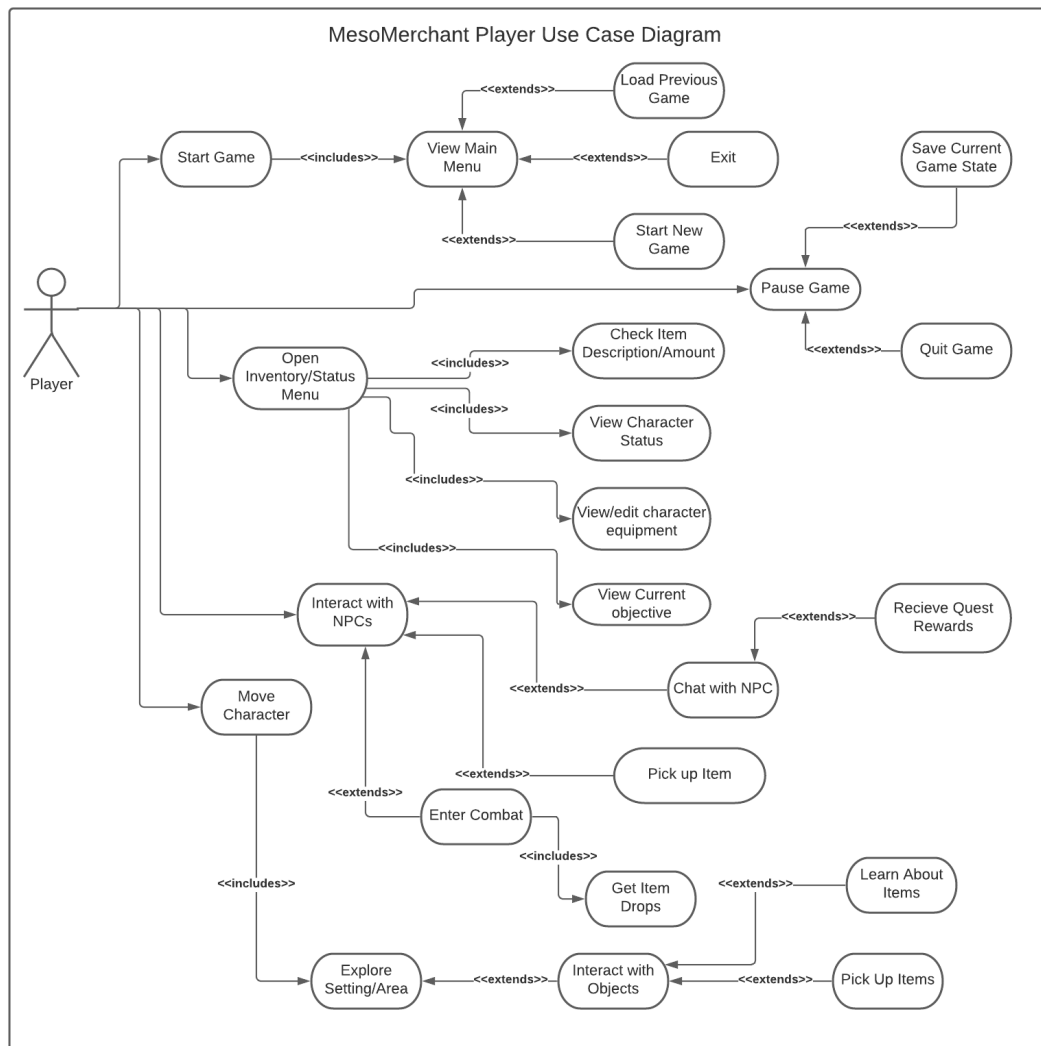 MesoMerchant Player Use Case Diagram
Load Previous
Game
<<extends>>
Start Game
<<includes>>
View Main
Menu
<<extends>>
Exit
Save Current
Game State
<<extends>>
Start New
Game
<<extends>>
Pause Game
Player
Open
Inventory/Status
Menu
<<includes>>
Check Item
Description/Amount
<<extends>>
Quit Game
<<includes>>
View Character
Status
<<includes>>
View/edit character
equipment
<<includes>>
View Current
objective
Interact with
NPCs
<<extends>>
Recieve Quest
Rewards
<<extends>>
Chat with NPC
Move
Character
<<extends>>
Pick up Item
<<extends>>
Enter Combat
<<includes>>
Get Item
Drops
<<includes>>
<<extends>>
Learn About
Items
Explore
Setting/Area
<<extends>>
Interact with
Objects
<<extends>>
Pick Up Items